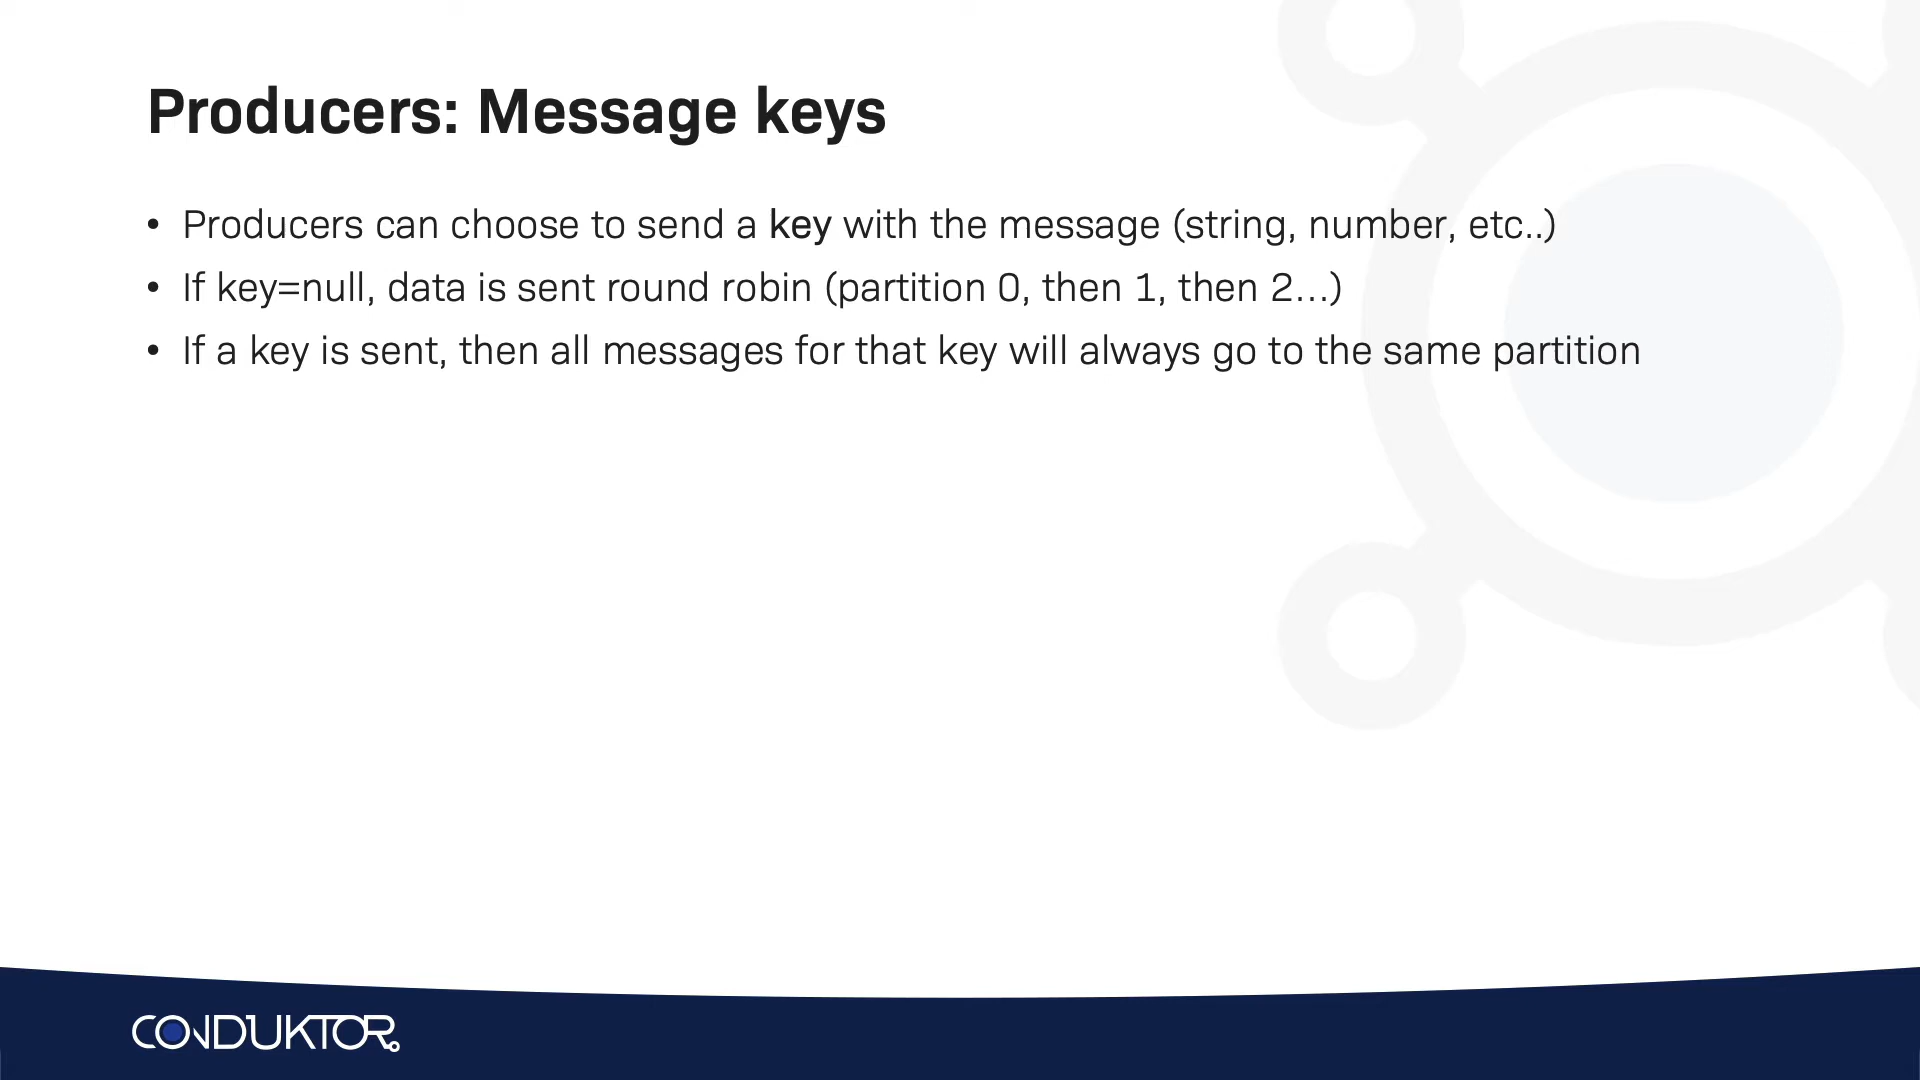 Producers: Message keys
• Producers can choose to send a key with the message (string, number, etc..)
• If key=null, data is sent round robin (partition 0, then 1, then 2...)
• If a key is sent, then all messages for that key will always go to the same partition
CONDUKTOR